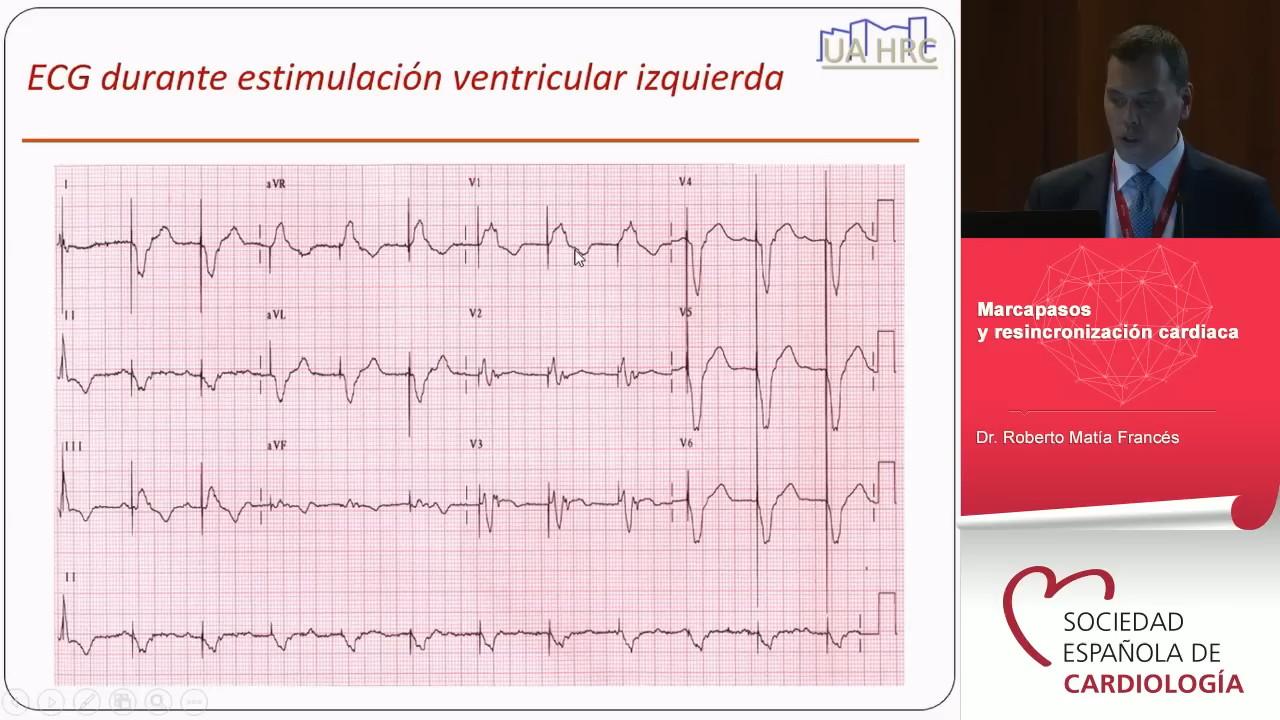 UA HRC
ECG durante estimulación ventricular izquierda
I
aVR
V1
V4
II
aVL
V2
V5
III
aVF
V3
V6
II
Marcapasos
y resincronización cardiaca
Dr. Roberto Matía Francés
SOCIEDAD
ESPAÑOLA DE
CARDIOLOGÍA